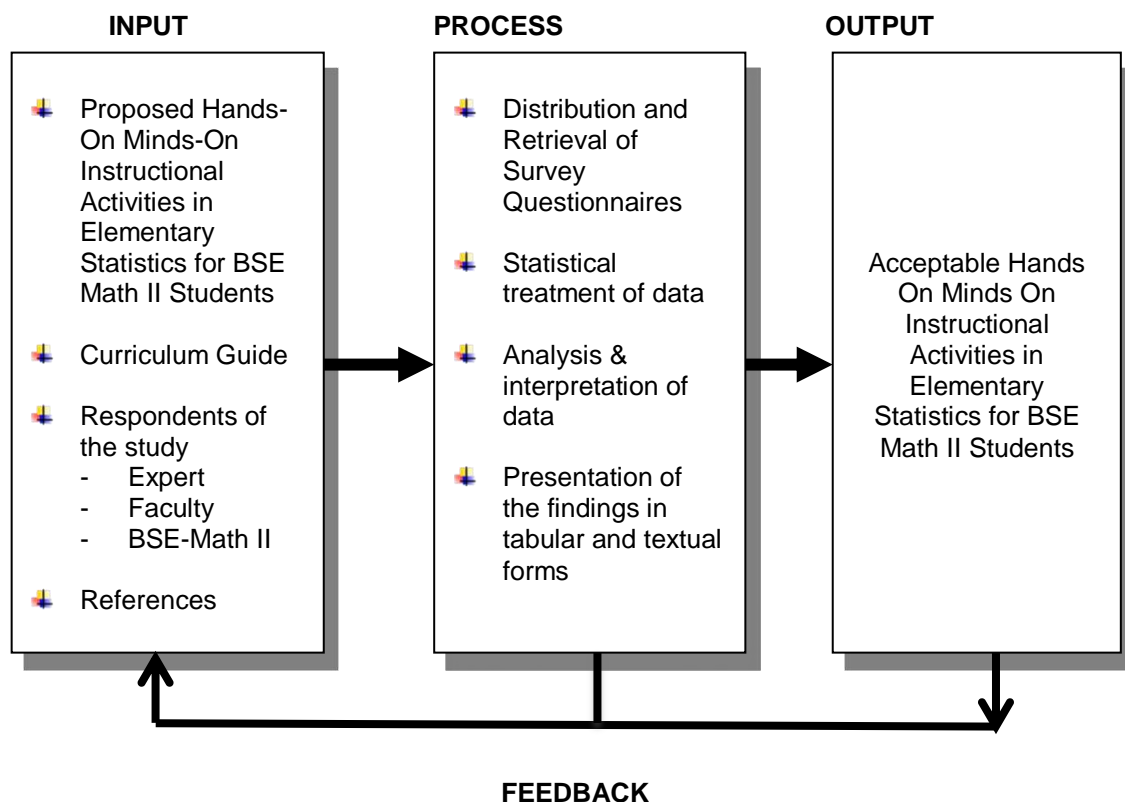 INPUT
PROCESS
OUTPUT
Proposed Hands-
On Minds-On
Instructional
Activities in
Elementary
Statistics for BSE
Math II Students
Curriculum Guide
Respondents of
the study
- Expert
- Faculty
- BSE-Math II
References
Distribution and
Retrieval of
Survey
Questionnaires
Statistical
treatment of data
Analysis &
interpretation of
data
Presentation of
the findings in
tabular and textual
forms
Acceptable Hands
On Minds On
Instructional
Activities in
Elementary
Statistics for BSE
Math II Students
FEEDBACK